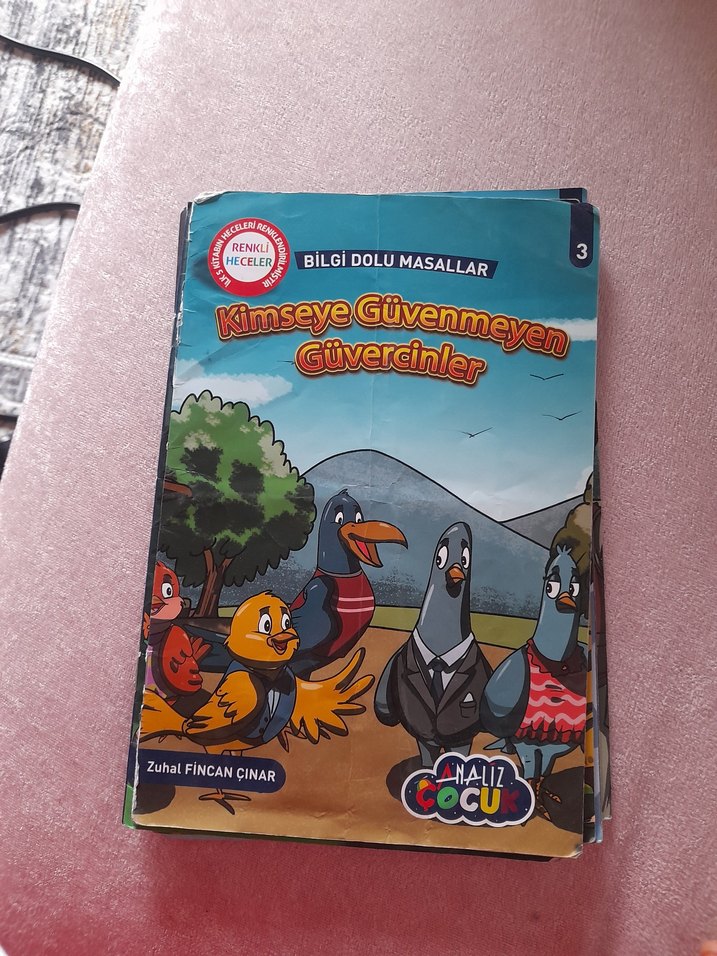 İLK 5 KİTABIN HECELERİ RENKLENDİRİLMİŞTİR
RENKLİ
HECELER
BİLGİ DOLU MASALLAR
3
Kimseye Güvenmeyen
Güvercinler
Zuhal FİNCAN ÇINAR
ANALİZ
ÇOCUK